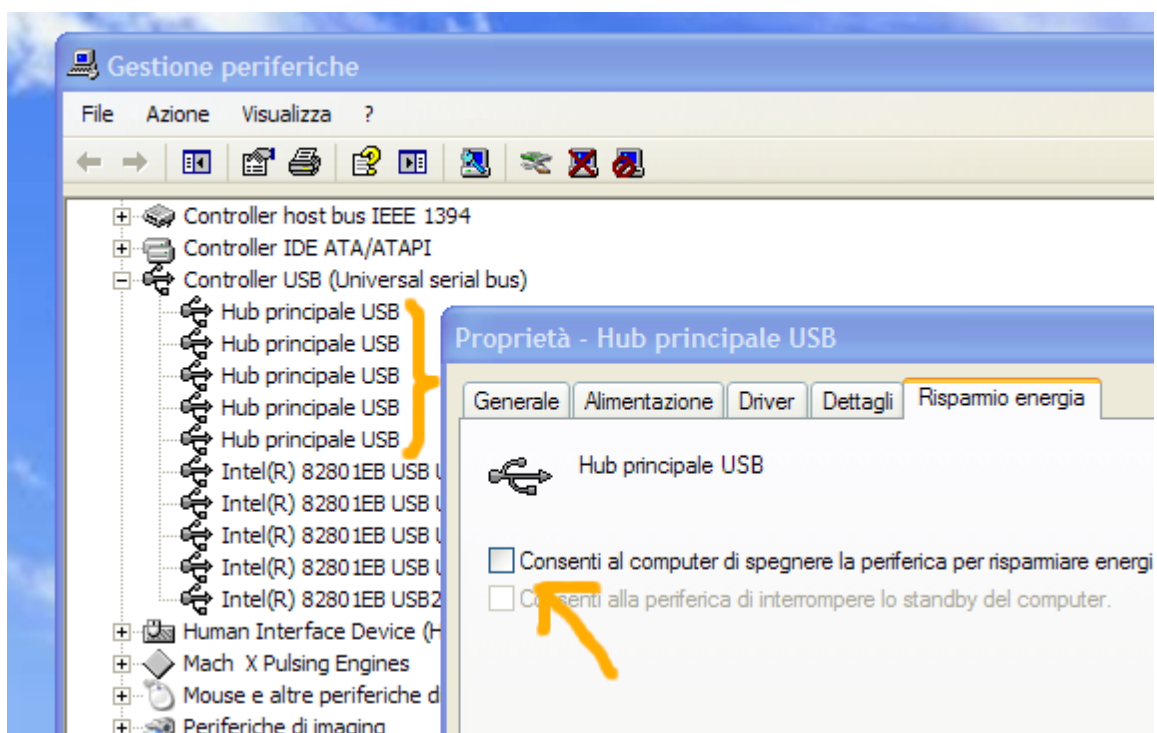 Gestione periferiche
File Azione Visualizza ?
Controller host bus IEEE 1394
Controller IDE ATA/ATAPI
Controller USB (Universal serial bus)
Hub principale USB
Hub principale USB
Hub principale USB
Hub principale USB
Hub principale USB
Intel(R) 82801EB USB U
Intel(R) 82801EB USB U
Intel(R) 82801EB USB U
Intel(R) 82801EB USB U
Intel(R) 82801EB USB2
Human Interface Device (H
Mach X Pulsing Engines
Mouse e altre periferiche d
Periferiche di imaging
Proprietà - Hub principale USB
Generale Alimentazione Driver Dettagli Risparmio energia
Hub principale USB
Consenti al computer di spegnere la periferica per risparmiare energi
Consenti alla periferica di interrompere lo standby del computer.